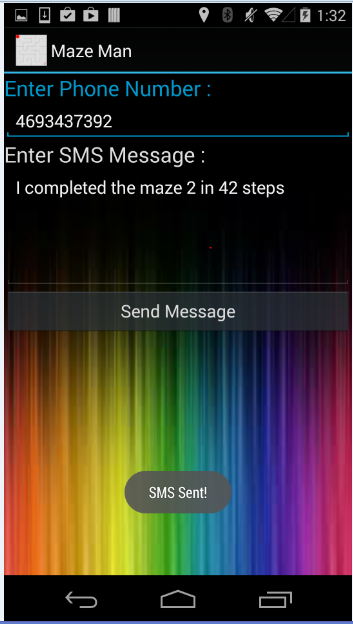 1:32
Maze Man
Enter Phone Number :
4693437392
Enter SMS Message :
I completed the maze 2 in 42 steps
Send Message
SMS Sent!